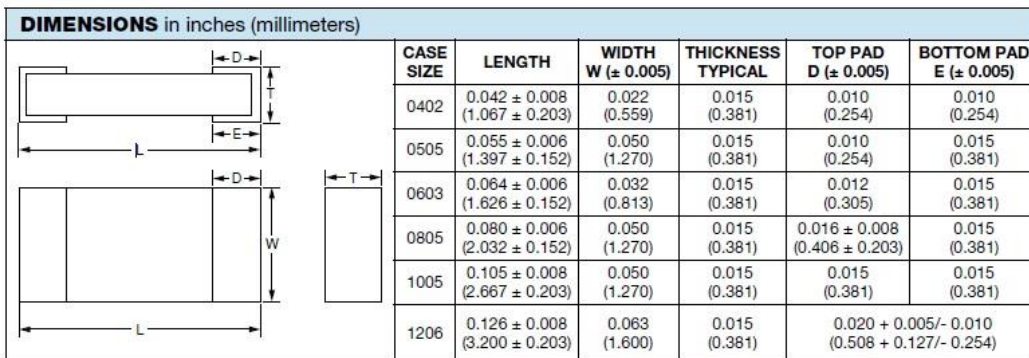 DIMENSIONS in inches (millimeters)
D
T
E
L
D
T
W
L
CASE SIZE LENGTH WIDTH W (± 0.005) THICKNESS TYPICAL TOP PAD D (± 0.005) BOTTOM PAD E (± 0.005)
0402 0.042 ± 0.008 (1.067 ± 0.203) 0.022 (0.559) 0.015 (0.381) 0.010 (0.254) 0.010 (0.254)
0505 0.055 ± 0.006 (1.397 ± 0.152) 0.050 (1.270) 0.015 (0.381) 0.010 (0.254) 0.015 (0.381)
0603 0.064 ± 0.006 (1.626 ± 0.152) 0.032 (0.813) 0.015 (0.381) 0.012 (0.305) 0.015 (0.381)
0805 0.080 ± 0.006 (2.032 ± 0.152) 0.050 (1.270) 0.015 (0.381) 0.016 ± 0.008 (0.406 ± 0.203) 0.015 (0.381)
1005 0.105 ± 0.008 (2.667 ± 0.203) 0.050 (1.270) 0.015 (0.381) 0.015 (0.381) 0.015 (0.381)
1206 0.126 ± 0.008 (3.200 ± 0.203) 0.063 (1.600) 0.015 (0.381) 0.020 + 0.005/- 0.010 (0.508 + 0.127/- 0.254)